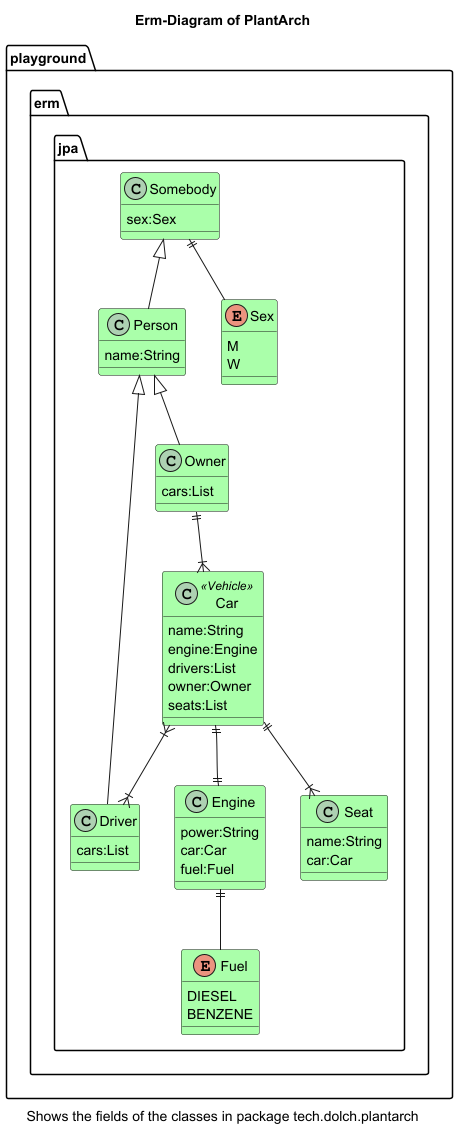 Erm-Diagram of PlantArch
playground
erm
jpa
C Somebody
sex:Sex
E Sex
M
W
C Person
name:String
C Owner
cars:List
C «Vehicle»
Car
name:String
engine:Engine
drivers:List
owner:Owner
seats:List
C Driver
cars:List
C Engine
power:String
car:Car
fuel:Fuel
C Seat
name:String
car:Car
E Fuel
DIESEL
BENZENE
Shows the fields of the classes in package tech.dolch.plantarch